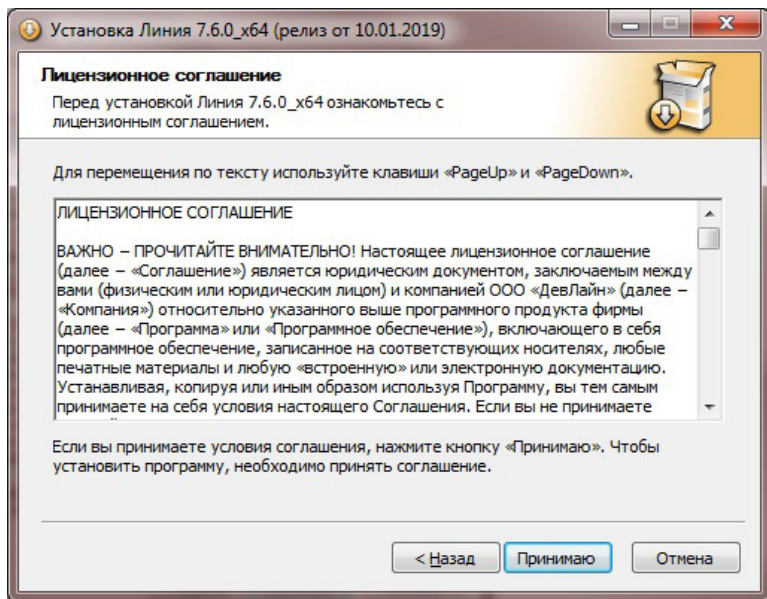 Установка Линия 7.6.0_x64 (релиз от 10.01.2019)
Лицензионное соглашение
Перед установкой Линия 7.6.0_x64 ознакомьтесь с
лицензионным соглашением.
Для перемещения по тексту используйте клавиши «PageUp» и «PageDown».
ЛИЦЕНЗИОННОЕ СОГЛАШЕНИЕ
ВАЖНО – ПРОЧИТАЙТЕ ВНИМАТЕЛЬНО! Настоящее лицензионное соглашение
(далее – «Соглашение») является юридическим документом, заключаемым между
вами (физическим или юридическим лицом) и компанией ООО «ДевЛайн» (далее –
«Компания») относительно указанного выше программного продукта фирмы
(далее – «Программа» или «Программное обеспечение»), включающего в себя
программное обеспечение, записанное на соответствующих носителях, любые
печатные материалы и любую «встроенную» или электронную документацию.
Устанавливая, копируя или иным образом используя Программу, вы тем самым
принимаете на себя условия настоящего Соглашения. Если вы не принимаете
Если вы принимаете условия соглашения, нажмите кнопку «Принимаю». Чтобы
установить программу, необходимо принять соглашение.
< Назад
Принимаю
Отмена